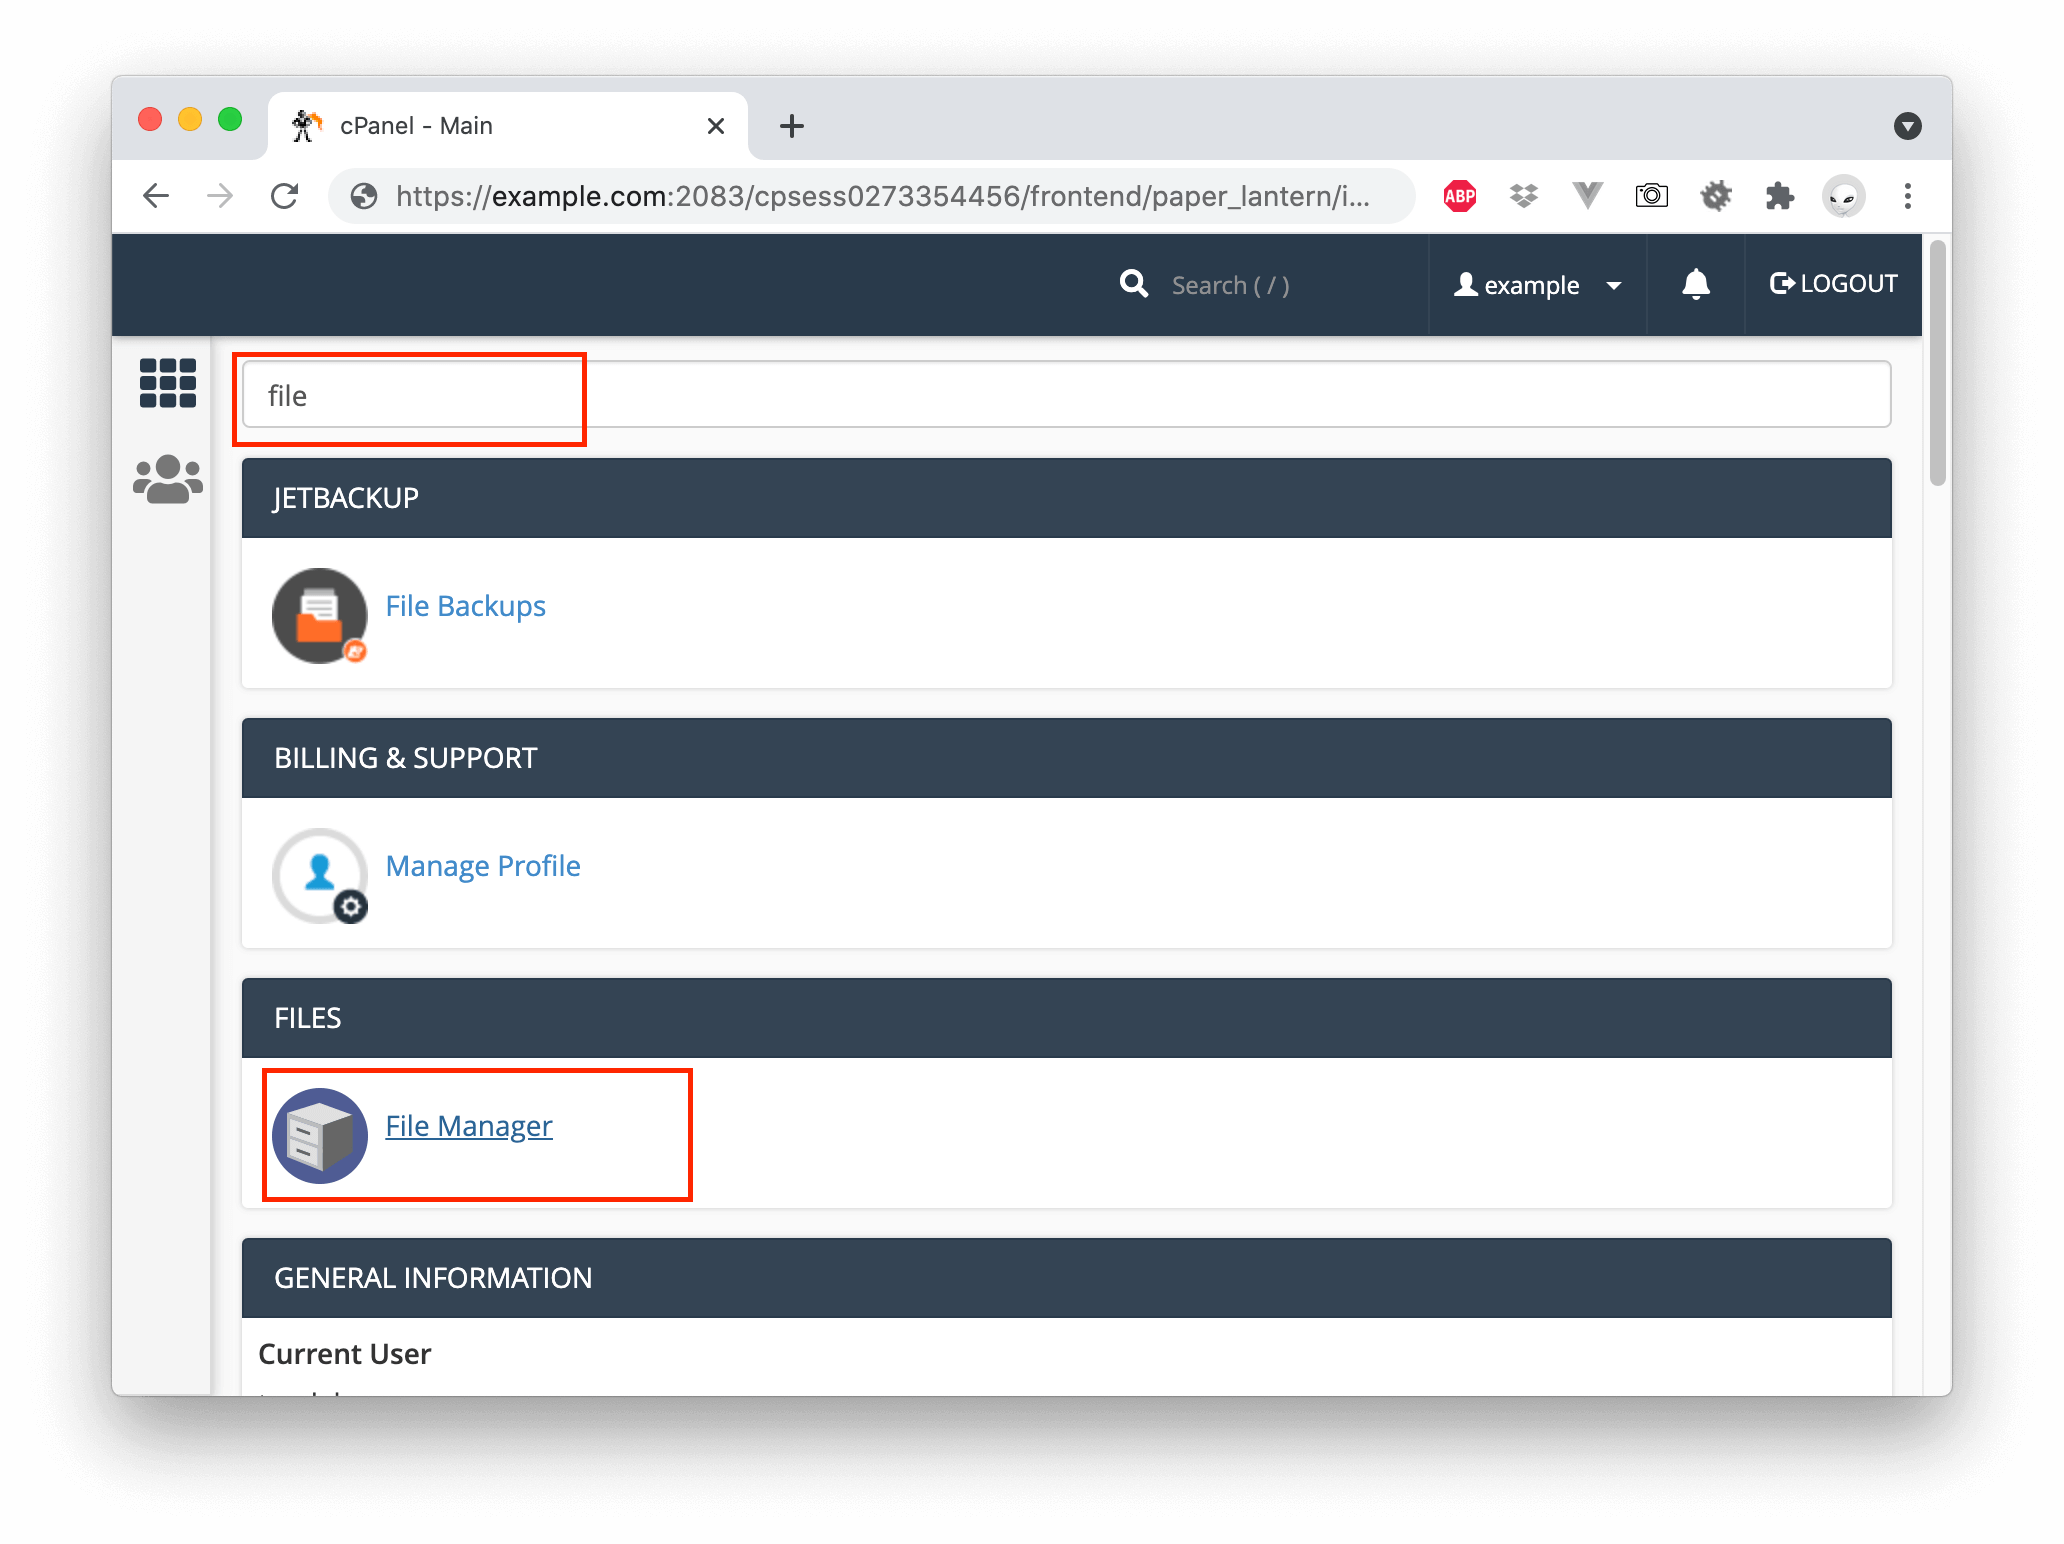 cPanel - Main
https://example.com:2083/cpsess0273354456/frontend/paper_lantern/i...
ABP
Search ( / )
example
LOGOUT
file
JETBACKUP
File Backups
BILLING & SUPPORT
Manage Profile
FILES
File Manager
GENERAL INFORMATION
Current User